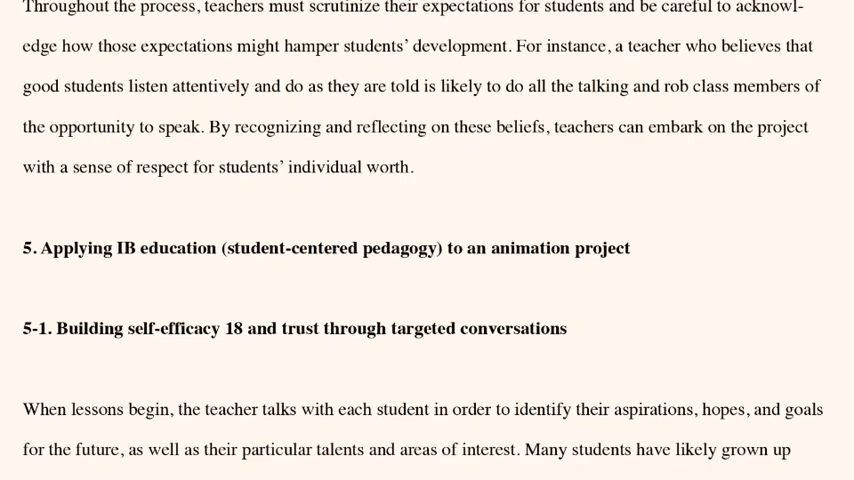 Throughout the process, teachers must scrutinize their expectations for students and be careful to acknowl-
edge how those expectations might hamper students’ development. For instance, a teacher who believes that
good students listen attentively and do as they are told is likely to do all the talking and rob class members of
the opportunity to speak. By recognizing and reflecting on these beliefs, teachers can embark on the project
with a sense of respect for students’ individual worth.
5. Applying IB education (student-centered pedagogy) to an animation project
5-1. Building self-efficacy 18 and trust through targeted conversations
When lessons begin, the teacher talks with each student in order to identify their aspirations, hopes, and goals
for the future, as well as their particular talents and areas of interest. Many students have likely grown up